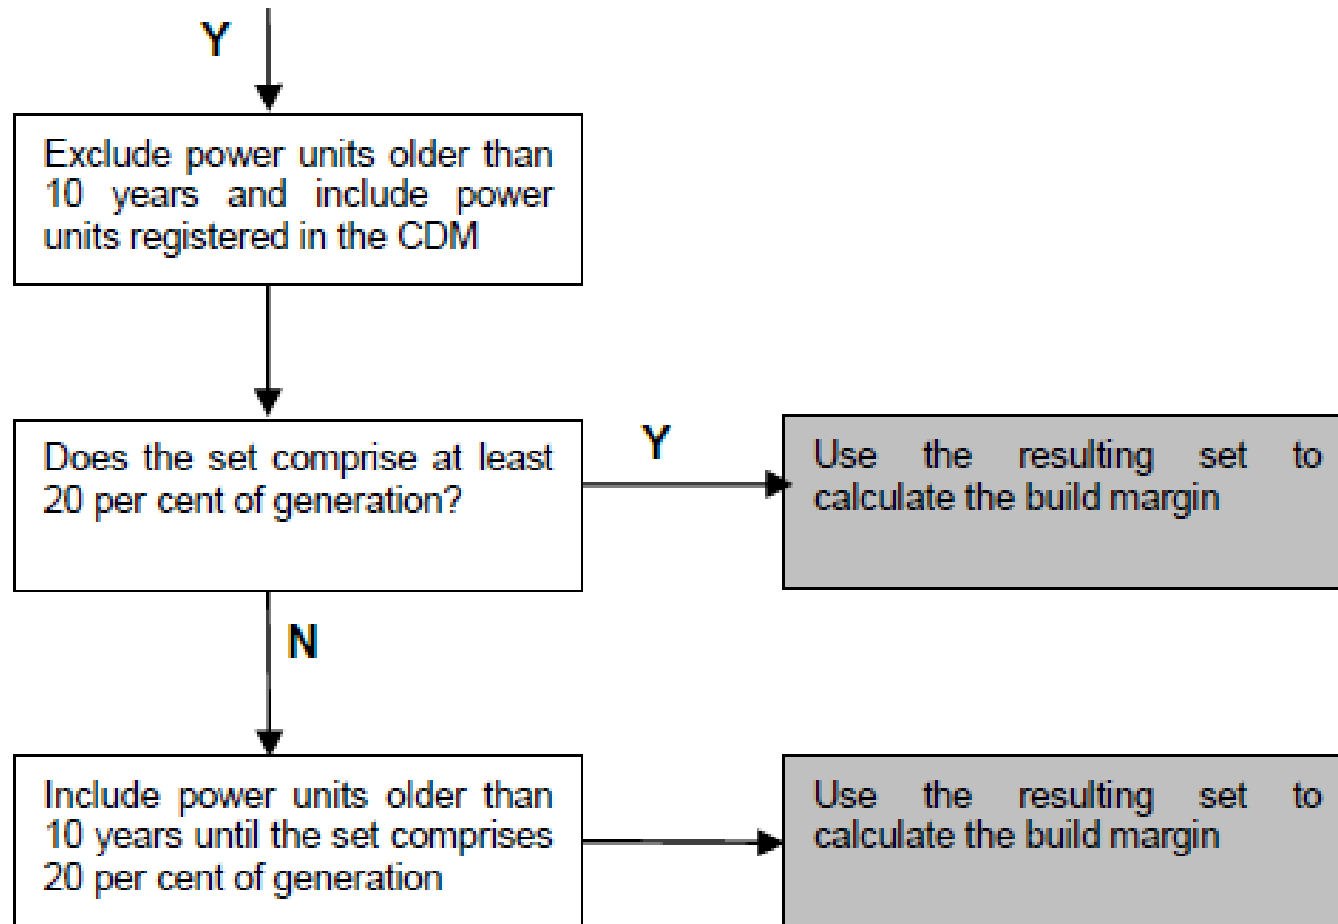 Y
Exclude power units older than
10 years and include power
units registered in the CDM
Does the set comprise at least
20 per cent of generation?
Y
Use the resulting set to
calculate the build margin
N
Include power units older than
10 years until the set comprises
20 per cent of generation
Use the resulting set to
calculate the build margin